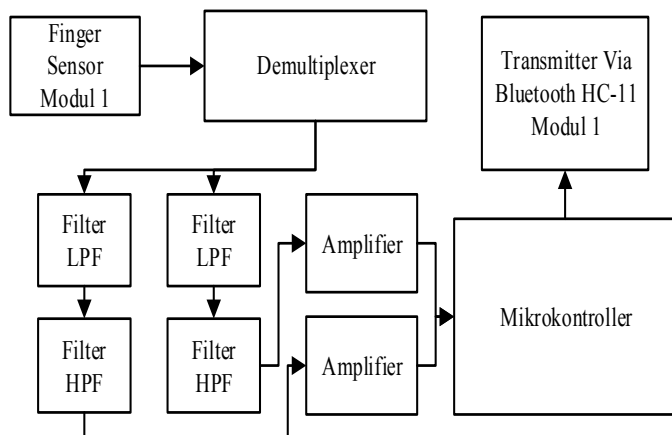 Finger
Sensor
Modul 1
Demultiplexer
Transmitter Via
Bluetooth HC-11
Modul 1
Filter
LPF
Filter
LPF
Amplifier
Mikrokontroller
Filter
HPF
Filter
HPF
Amplifier